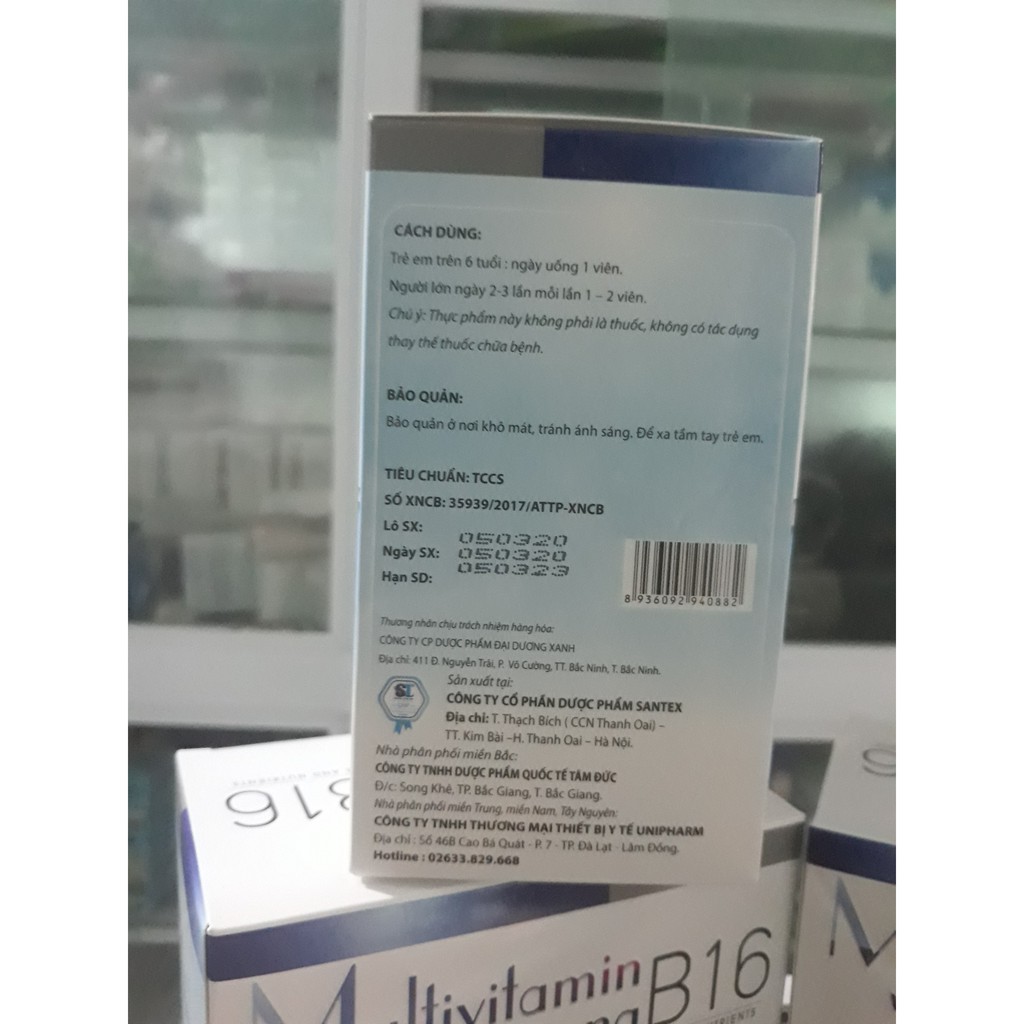 CÁCH DÙNG:
Trẻ em trên 6 tuổi : ngày uống 1 viên.
Người lớn ngày 2-3 lần mỗi lần 1 – 2 viên.
Chú ý: Thực phẩm này không phải là thuốc, không có tác dụng
thay thế thuốc chữa bệnh.
BẢO QUẢN:
Bảo quản ở nơi khô mát, tránh ánh sáng. Để xa tầm tay trẻ em.
TIÊU CHUẨN: TCCS
SỐ XNCB: 35939/2017/ATTP-XNCB
Lô SX: 050320
Ngày SX: 050320
Hạn SD: 050323
8 936092 940882
Thương nhân chịu trách nhiệm hàng hóa:
CÔNG TY CP DƯỢC PHẨM ĐẠI DƯƠNG XANH
Địa chỉ: 411 Đ. Nguyễn Trãi, P. Võ Cường, TT. Bắc Ninh, T. Bắc Ninh.
Sản xuất tại:
CÔNG TY CỔ PHẦN DƯỢC PHẨM SANTEX
Địa chỉ: T. Thạch Bích ( CCN Thanh Oai) –
TT. Kim Bài –H. Thanh Oai – Hà Nội.
Nhà phân phối miền Bắc:
CÔNG TY TNHH DƯỢC PHẨM QUỐC TẾ TÂM ĐỨC
Đ/c: Song Khê, TP. Bắc Giang, T. Bắc Giang.
Nhà phân phối miền Trung, miền Nam, Tây Nguyên:
CÔNG TY TNHH THƯƠNG MẠI THIẾT BỊ Y TẾ UNIPHARM
Địa chỉ : Số 46B Cao Bá Quát - P. 7 - TP. Đà Lạt - Lâm Đồng.
Hotline : 02633.829.668
B16
Multivitamin B16